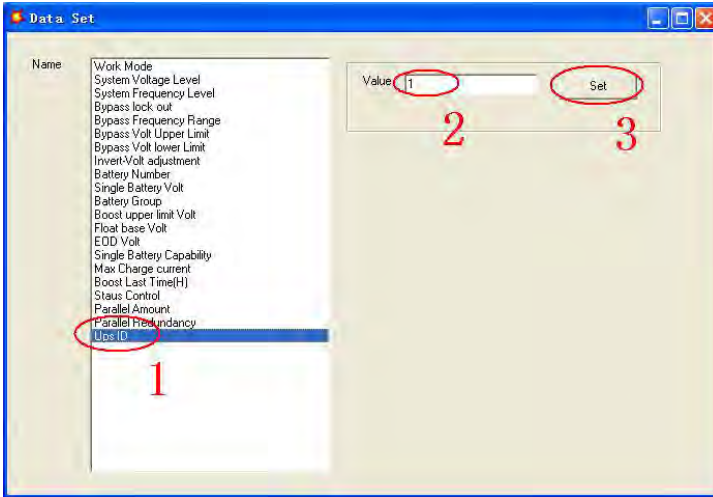 Data Set
Name
Work Mode
System Voltage Level
System Frequency Level
Bypass lock out
Bypass Frequency Range
Bypass Volt Upper Limit
Bypass Volt lower Limit
Invert-Volt adjustment
Battery Number
Single Battery Volt
Battery Group
Boost upper limit Volt
Float base Volt
EOD Volt
Single Battery Capability
Max Charge current
Boost Last Time(H)
Staus Control
Parallel Amount
Parallel Redundancy
Ups ID
1
Value 1 Set
2 3